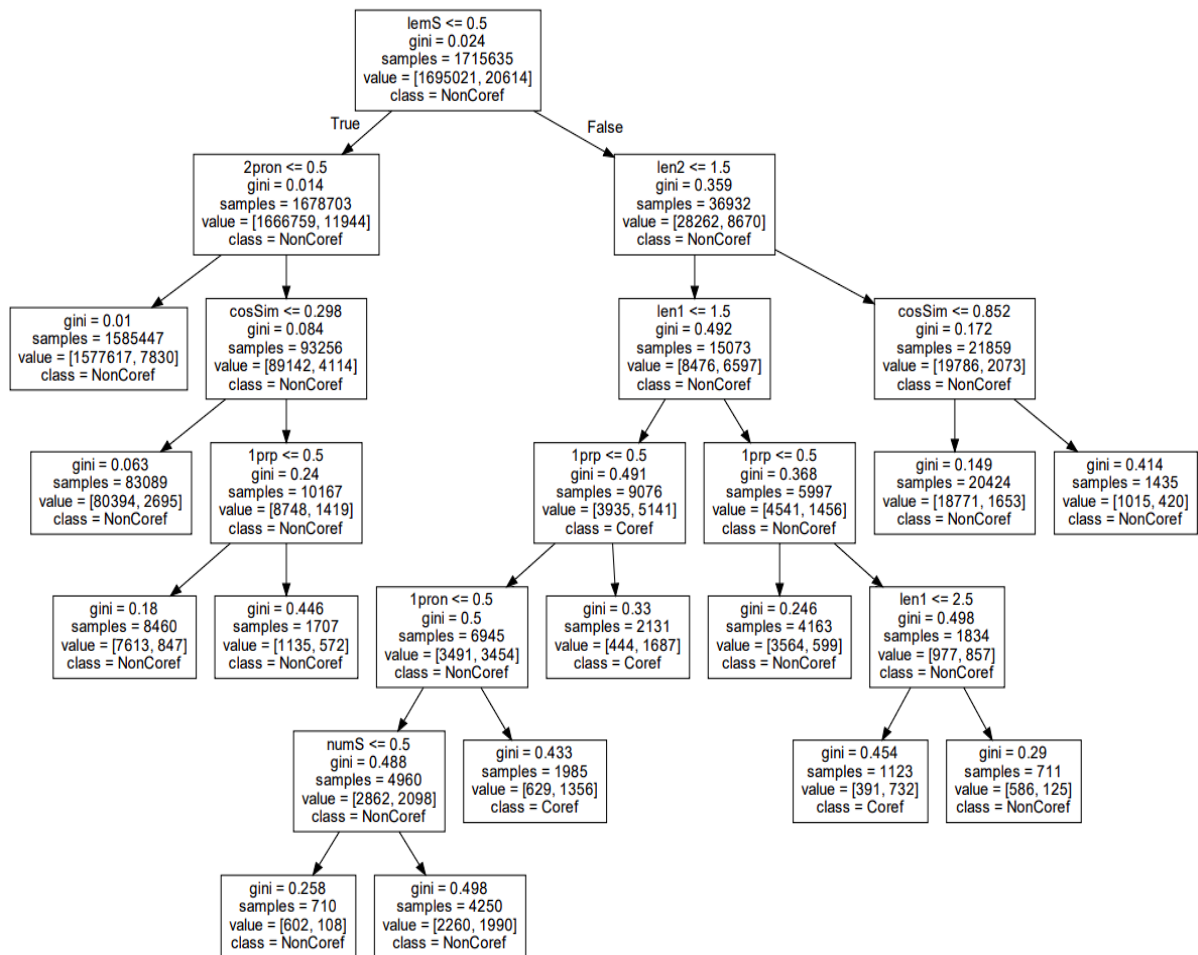 lemS <= 0.5
gini = 0.024
samples = 1715635
value = [1695021, 20614]
class = NonCoref
True
False
2pron <= 0.5
gini = 0.014
samples = 1678703
value = [1666759, 11944]
class = NonCoref
len2 <= 1.5
gini = 0.359
samples = 36932
value = [28262, 8670]
class = NonCoref
gini = 0.01
samples = 1585447
value = [1577617, 7830]
class = NonCoref
cosSim <= 0.298
gini = 0.084
samples = 93256
value = [89142, 4114]
class = NonCoref
len1 <= 1.5
gini = 0.492
samples = 15073
value = [8476, 6597]
class = NonCoref
cosSim <= 0.852
gini = 0.172
samples = 21859
value = [19786, 2073]
class = NonCoref
gini = 0.063
samples = 83089
value = [80394, 2695]
class = NonCoref
1prp <= 0.5
gini = 0.24
samples = 10167
value = [8748, 1419]
class = NonCoref
1prp <= 0.5
gini = 0.491
samples = 9076
value = [3935, 5141]
class = Coref
1prp <= 0.5
gini = 0.368
samples = 5997
value = [4541, 1456]
class = NonCoref
gini = 0.149
samples = 20424
value = [18771, 1653]
class = NonCoref
gini = 0.414
samples = 1435
value = [1015, 420]
class = NonCoref
gini = 0.18
samples = 8460
value = [7613, 847]
class = NonCoref
gini = 0.446
samples = 1707
value = [1135, 572]
class = NonCoref
1pron <= 0.5
gini = 0.5
samples = 6945
value = [3491, 3454]
class = NonCoref
gini = 0.33
samples = 2131
value = [444, 1687]
class = Coref
gini = 0.246
samples = 4163
value = [3564, 599]
class = NonCoref
len1 <= 2.5
gini = 0.498
samples = 1834
value = [977, 857]
class = NonCoref
numS <= 0.5
gini = 0.488
samples = 4960
value = [2862, 2098]
class = NonCoref
gini = 0.433
samples = 1985
value = [629, 1356]
class = Coref
gini = 0.454
samples = 1123
value = [391, 732]
class = Coref
gini = 0.29
samples = 711
value = [586, 125]
class = NonCoref
gini = 0.258
samples = 710
value = [602, 108]
class = NonCoref
gini = 0.498
samples = 4250
value = [2260, 1990]
class = NonCoref